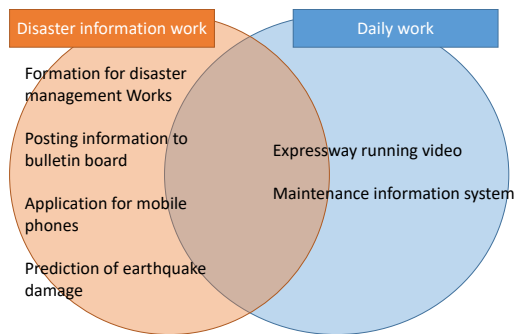 Disaster information work
Daily work
Formation for disaster
management Works
Posting information to
bulletin board
Application for mobile
phones
Prediction of earthquake
damage
Expressway running video
Maintenance information system